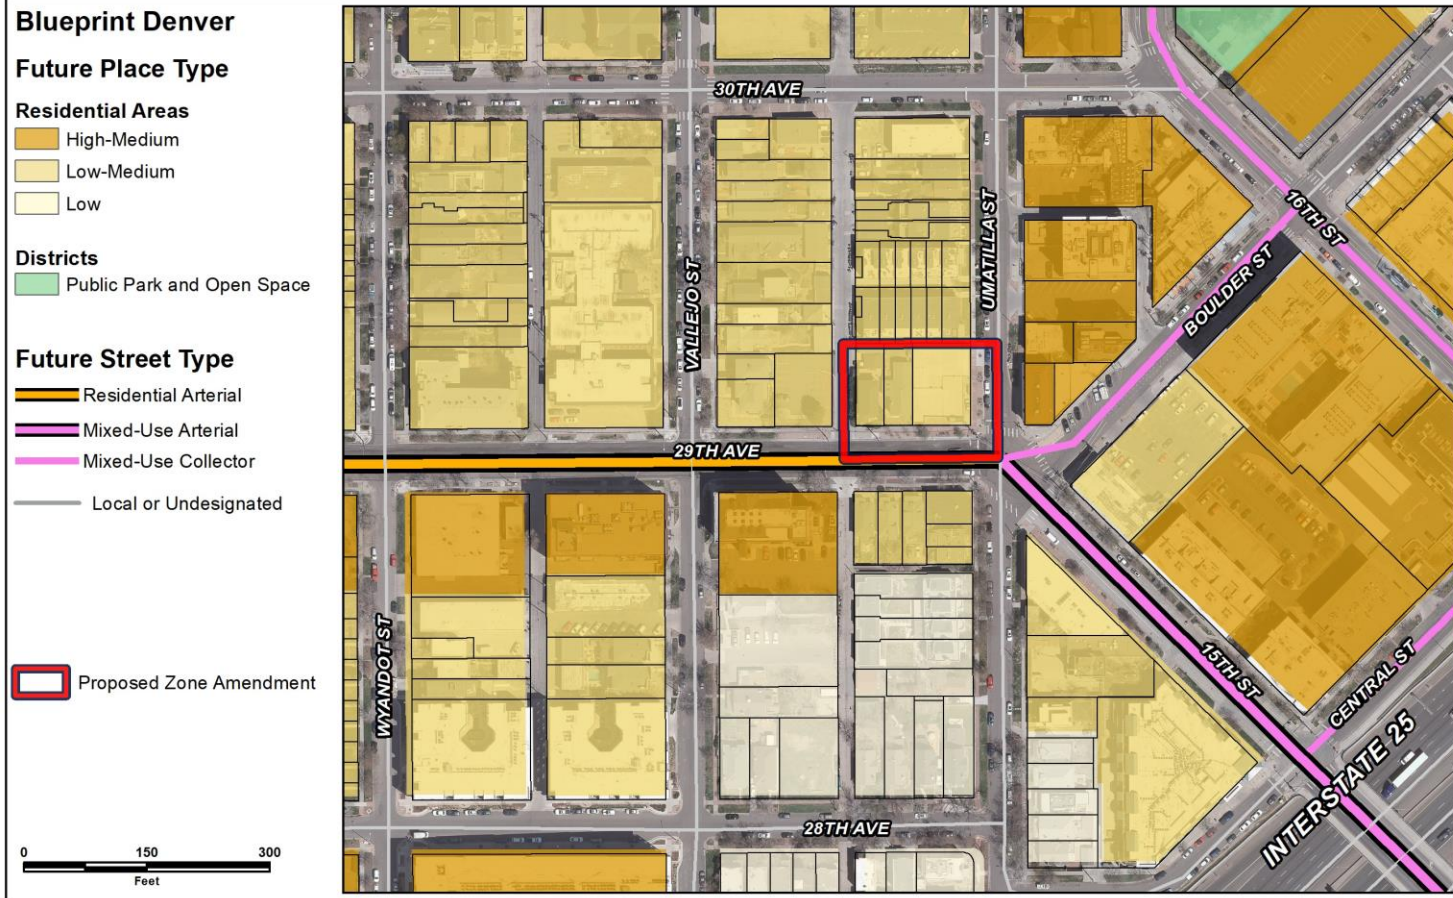 Blueprint Denver
Future Place Type
Residential Areas
High-Medium
Low-Medium
Low
Districts
Public Park and Open Space
Future Street Type
Residential Arterial
Mixed-Use Arterial
Mixed-Use Collector
Local or Undesignated
Proposed Zone Amendment
0 150 300
Feet
30TH AVE
16TH ST
UMATILLA ST
BOULDER ST
VALLEJO ST
29TH AVE
WYANDOT ST
15TH ST
CENTRAL ST
INTERSTATE 25
28TH AVE